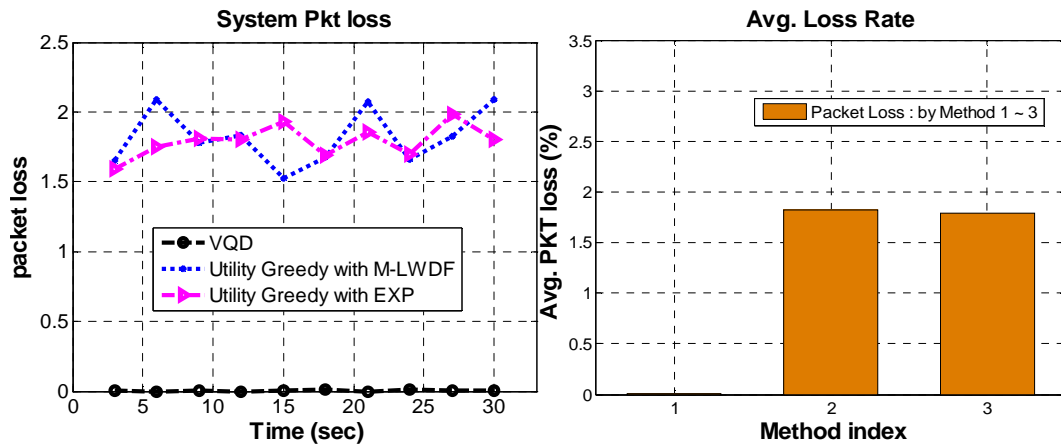 System Pkt loss
2.5
2
1.5
1
0.5
0
packet loss
VQD
Utility Greedy with M-LWDF
Utility Greedy with EXP
0
5
10
15
20
25
30
Time (sec)
Avg. Loss Rate
3.5
3
2.5
2
1.5
1
0.5
0
Avg. PKT loss (%)
Packet Loss : by Method 1 ~ 3
1
2
3
Method index